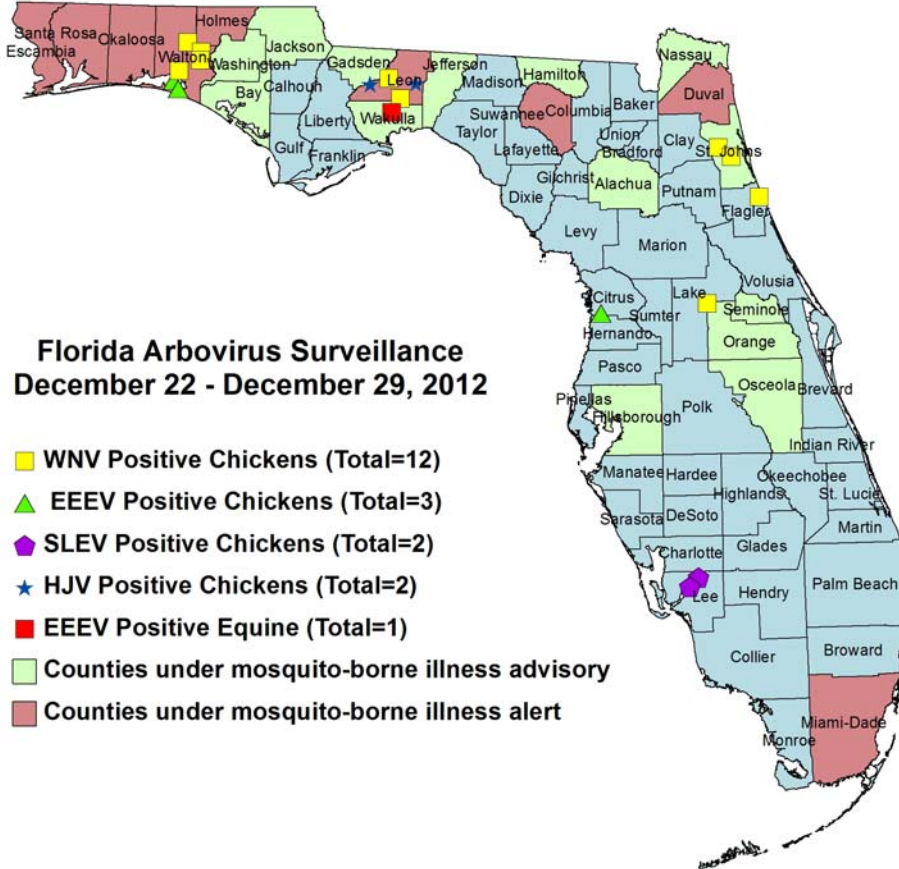 Holmes
Santa Rosa
Okaloosa
Escambia
Walton
Jackson
Washington
Bay
Calhoun
Gadsden
Leon
Jefferson
Liberty
Wakulla
Gulf
Franklin
Madison
Hamilton
Taylor
Suwannee
Columbia
Lafayette
Baker
Nassau
Duval
Union
Bradford
Clay
St. Johns
Gilchrist
Alachua
Putnam
Dixie
Flagler
Levy
Marion
Volusia
Citrus
Lake
Sumter
Seminole
Hernando
Orange
Pasco
Osceola
Brevard
Pinellas
Hillsborough
Polk
Indian River
Manatee
Hardee
Okeechobee
Highlands
St. Lucie
Sarasota
DeSoto
Martin
Charlotte
Glades
Lee
Hendry
Palm Beach
Collier
Broward
Monroe
Miami-Dade
Florida Arbovirus Surveillance
December 22 - December 29, 2012
WNV Positive Chickens (Total=12)
EEEV Positive Chickens (Total=3)
SLEV Positive Chickens (Total=2)
HJV Positive Chickens (Total=2)
EEEV Positive Equine (Total=1)
Counties under mosquito-borne illness advisory
Counties under mosquito-borne illness alert